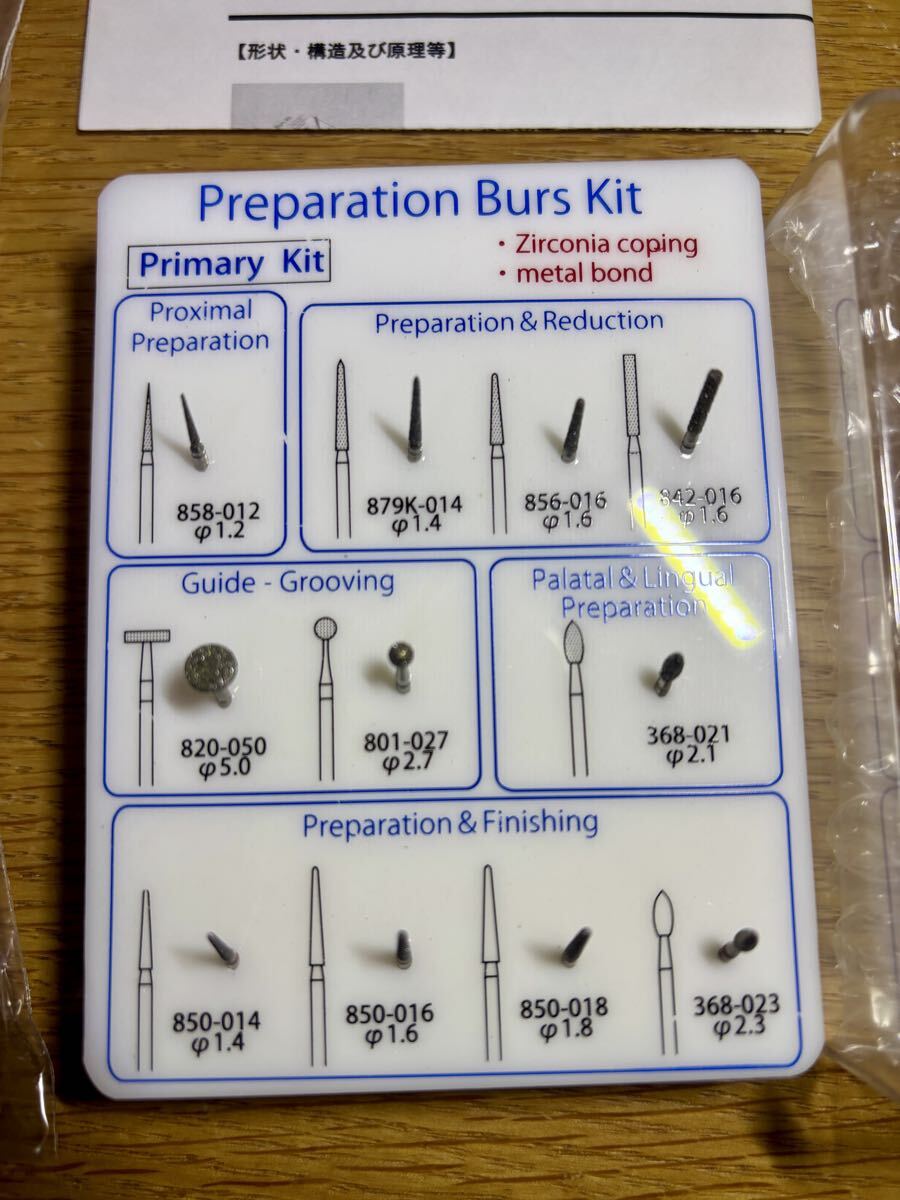 【形状・構造及び原理等】
Preparation Burs Kit
Primary Kit
・Zirconia coping
・metal bond
Proximal
Preparation
858-012
φ1.2
Preparation & Reduction
879K-014
φ1.4
856-016
φ1.6
842-016
φ1.6
Guide - Grooving
820-050
φ5.0
801-027
φ2.7
Palatal & Lingual
Preparation
368-021
φ2.1
Preparation & Finishing
850-014
φ1.4
850-016
φ1.6
850-018
φ1.8
368-023
φ2.3